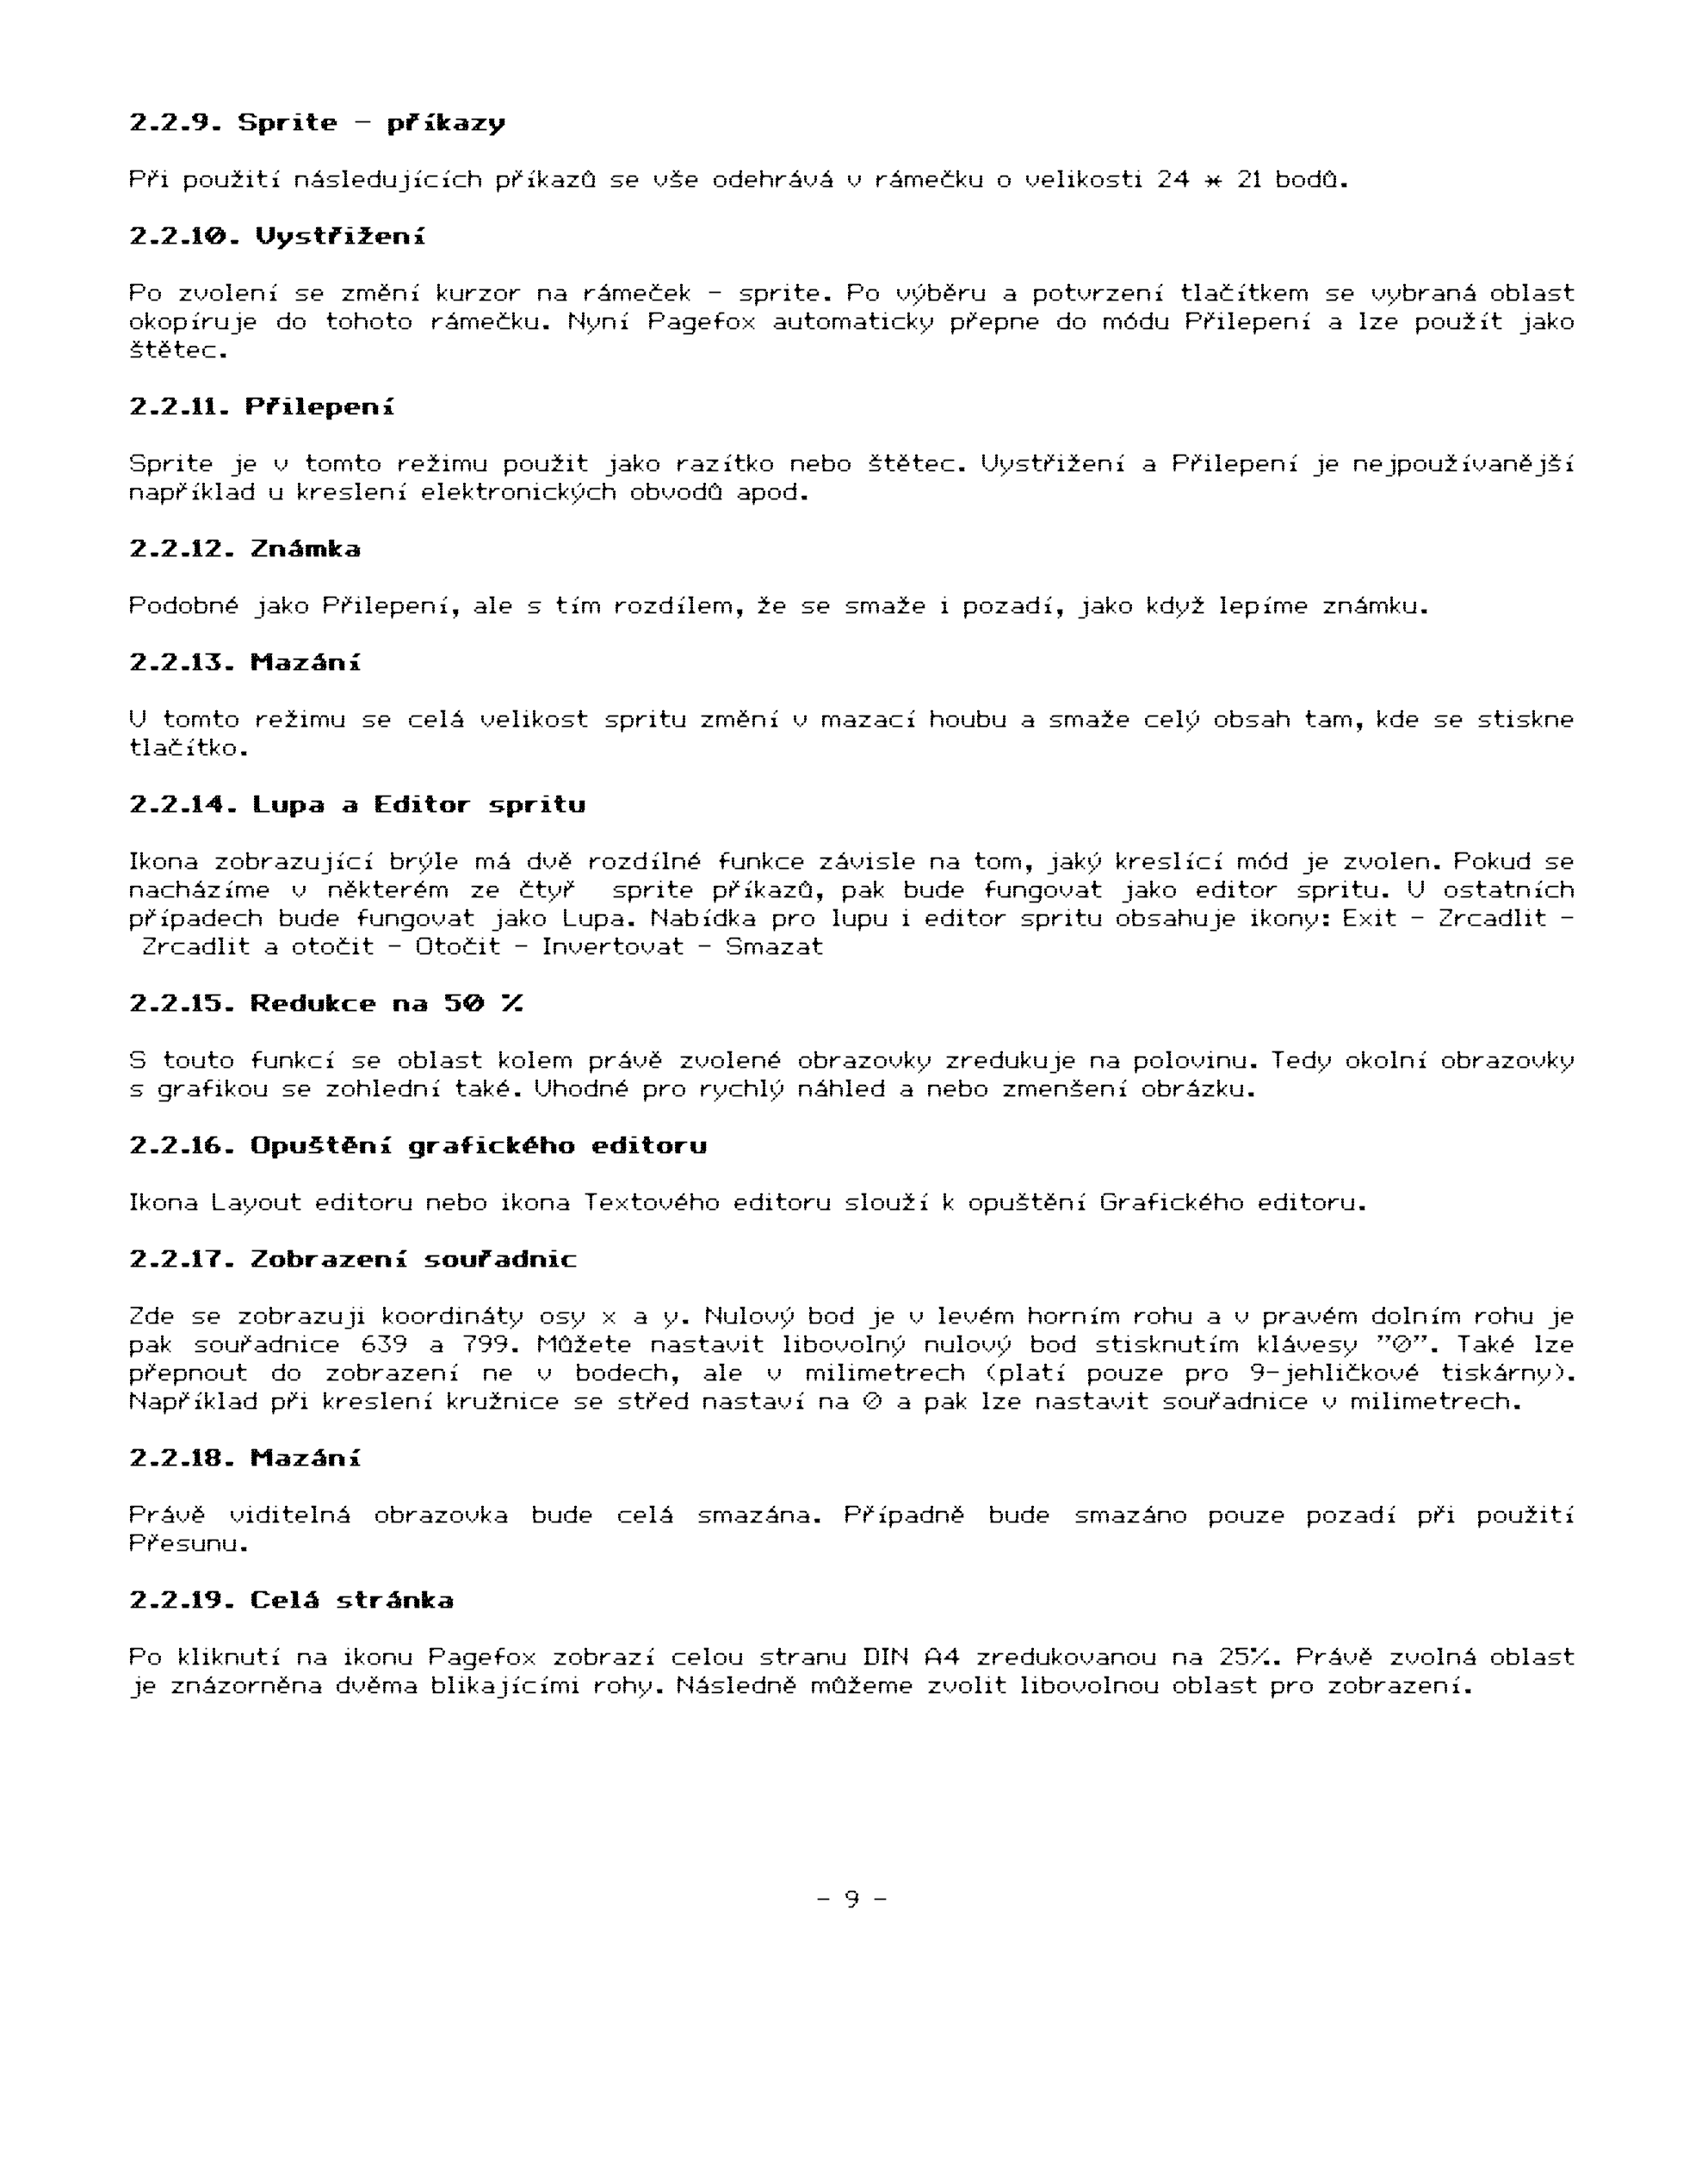 2.2.9. Sprite - příkazy
Při použití následujících příkazů se vše odehrává v rámečku o velikosti 24 * 21 bodů.
2.2.10. Vystřižení
Po zvolení se změní kurzor na rámeček - sprite. Po výběru a potvrzení tlačítkem se vybraná oblast
okopíruje do tohoto rámečku. Nyní Pagefox automaticky přepne do módu Přilepení a lze použít jako
štětec.
2.2.11. Přilepení
Sprite je v tomto režimu použit jako razítko nebo štětec. Vystřižení a Přilepení je nejpoužívanější
například u kreslení elektronických obvodů apod.
2.2.12. Známka
Podobné jako Přilepení, ale s tím rozdílem, že se smaže i pozadí, jako když lepíme známku.
2.2.13. Mazání
V tomto režimu se celá velikost spritu změní v mazací houbu a smaže celý obsah tam, kde se stiskne
tlačítko.
2.2.14. Lupa a Editor spritu
Ikona zobrazující brýle má dvě rozdílné funkce závisle na tom, jaký kreslící mód je zvolen. Pokud se
nacházíme v některém ze čtyř sprite příkazů, pak bude fungovat jako editor spritu. V ostatních
případech bude fungovat jako Lupa. Nabídka pro lupu i editor spritu obsahuje ikony: Exit - Zrcadlit -
Zrcadlit a otočit - Otočit - Invertovat - Smazat
2.2.15. Redukce na 50 %
S touto funkcí se oblast kolem právě zvolené obrazovky zredukuje na polovinu. Tedy okolní obrazovky
s grafikou se zohlední také. Vhodné pro rychlý náhled a nebo zmenšení obrázku.
2.2.16. Opuštění grafického editoru
Ikona Layout editoru nebo ikona Textového editoru slouží k opuštění Grafického editoru.
2.2.17. Zobrazení souřadnic
Zde se zobrazuji koordináty osy x a y. Nulový bod je v levém horním rohu a v pravém dolním rohu je
pak souřadnice 639 a 799. Můžete nastavit libovolný nulový bod stisknutím klávesy "0". Také lze
přepnout do zobrazení ne v bodech, ale v milimetrech (platí pouze pro 9-jehličkové tiskárny).
Například při kreslení kružnice se střed nastaví na 0 a pak lze nastavit souřadnice v milimetrech.
2.2.18. Mazání
Právě viditelná obrazovka bude celá smazána. Případně bude smazáno pouze pozadí při použití
Přesunu.
2.2.19. Celá stránka
Po kliknutí na ikonu Pagefox zobrazí celou stranu DIN A4 zredukovanou na 25%. Právě zvolná oblast
je znázorněna dvěma blikajícími rohy. Následně můžeme zvolit libovolnou oblast pro zobrazení.
- 9 -